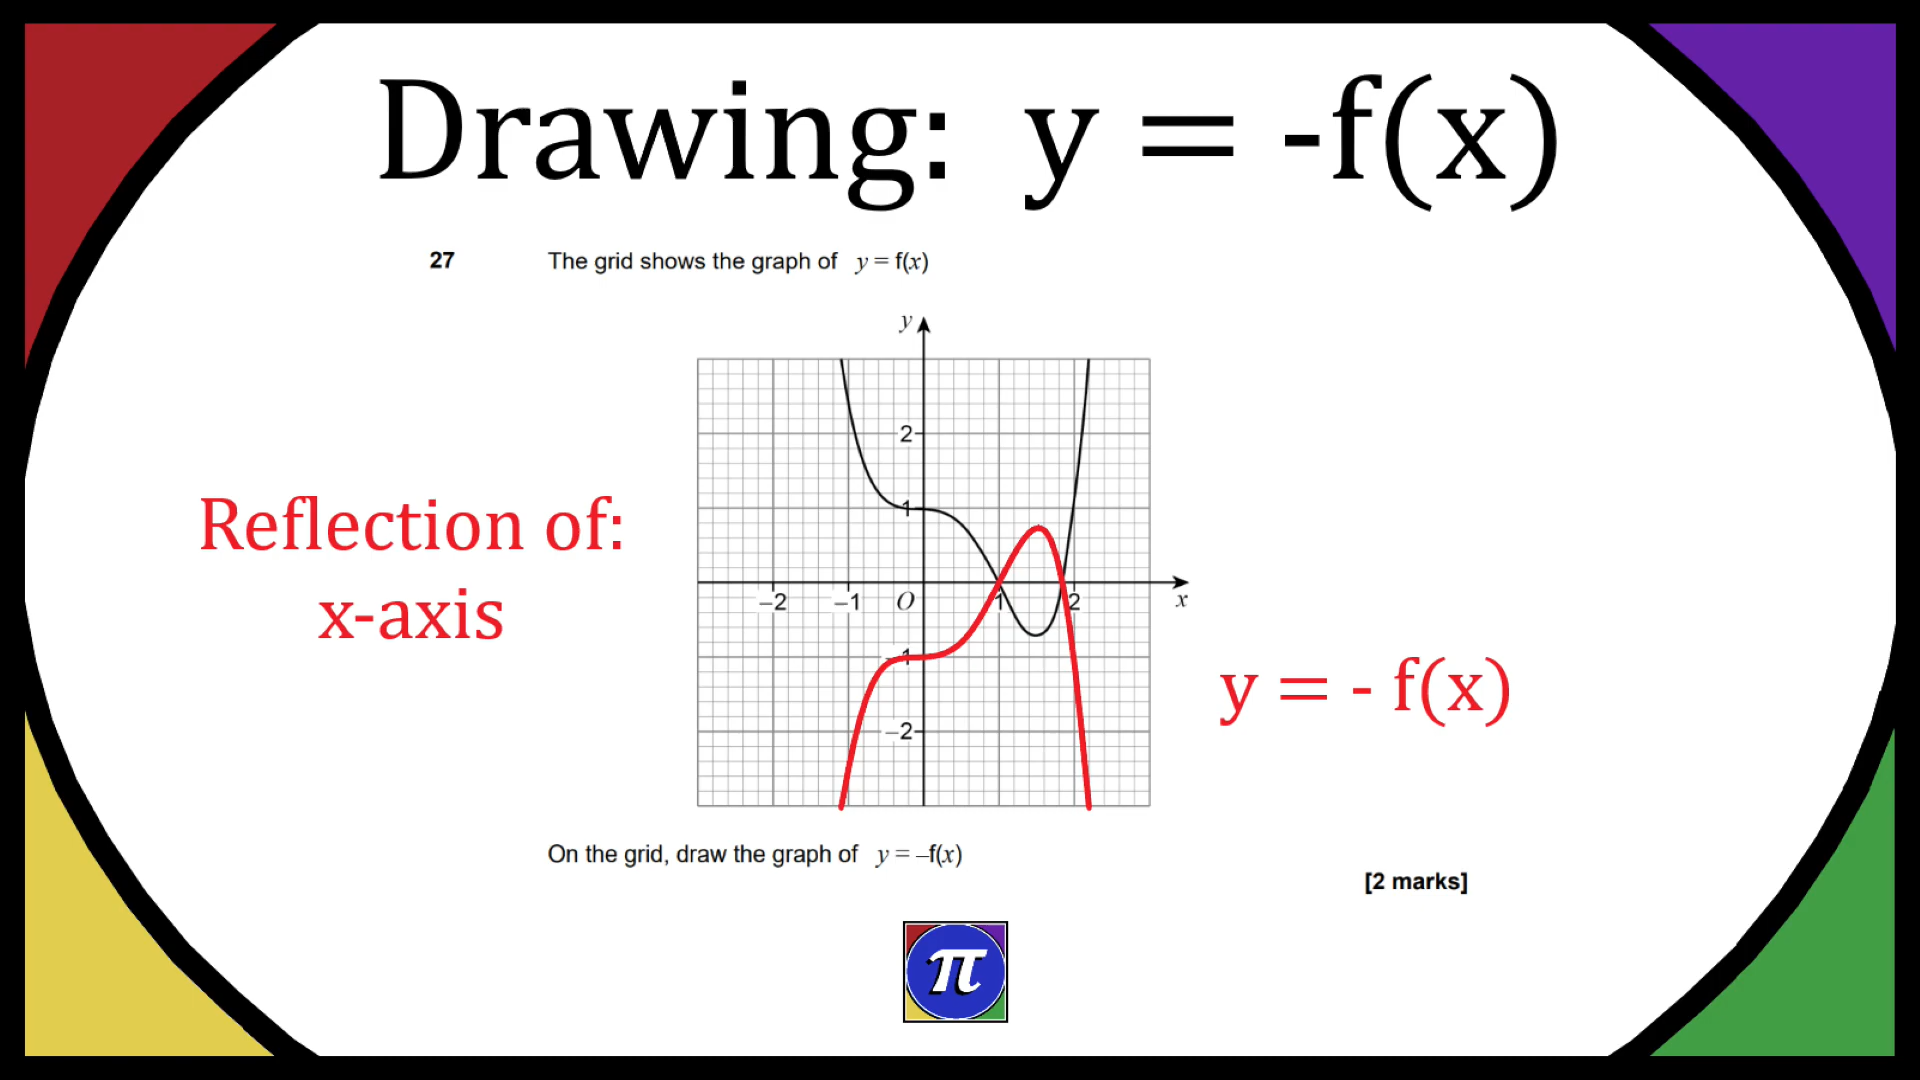 Drawing: y = -f(x)
27 The grid shows the graph of y = f(x)
y
2
1
Reflection of:
x-axis
–2 –1 O 1 2 x
–1
y = - f(x)
–2
On the grid, draw the graph of y = –f(x)
[2 marks]
π